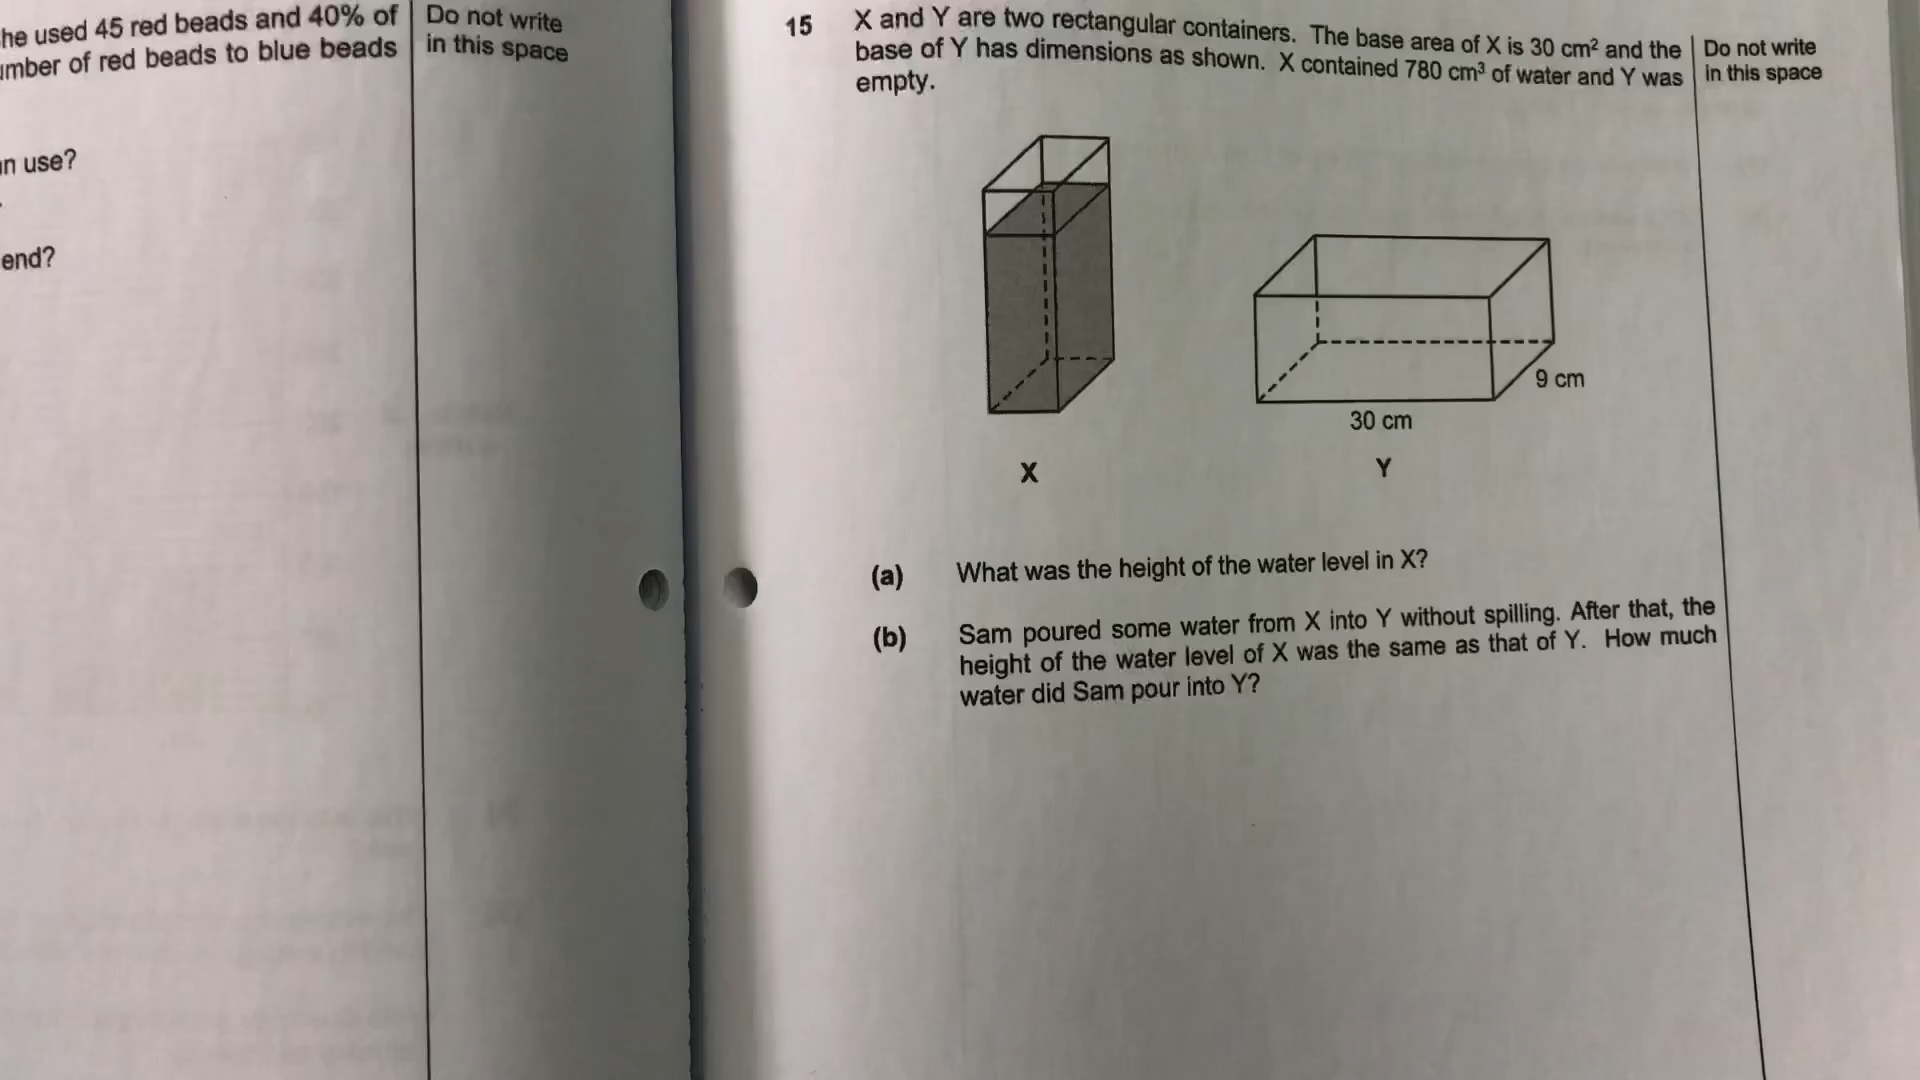 he used 45 red beads and 40% of
mber of red beads to blue beads
n use?
end?
Do not write
in this space
15 X and Y are two rectangular containers. The base area of X is 30 cm² and the
base of Y has dimensions as shown. X contained 780 cm³ of water and Y was
empty.
Do not write
in this space
9 cm
30 cm
X
Y
(a) What was the height of the water level in X?
(b) Sam poured some water from X into Y without spilling. After that, the
height of the water level of X was the same as that of Y. How much
water did Sam pour into Y?